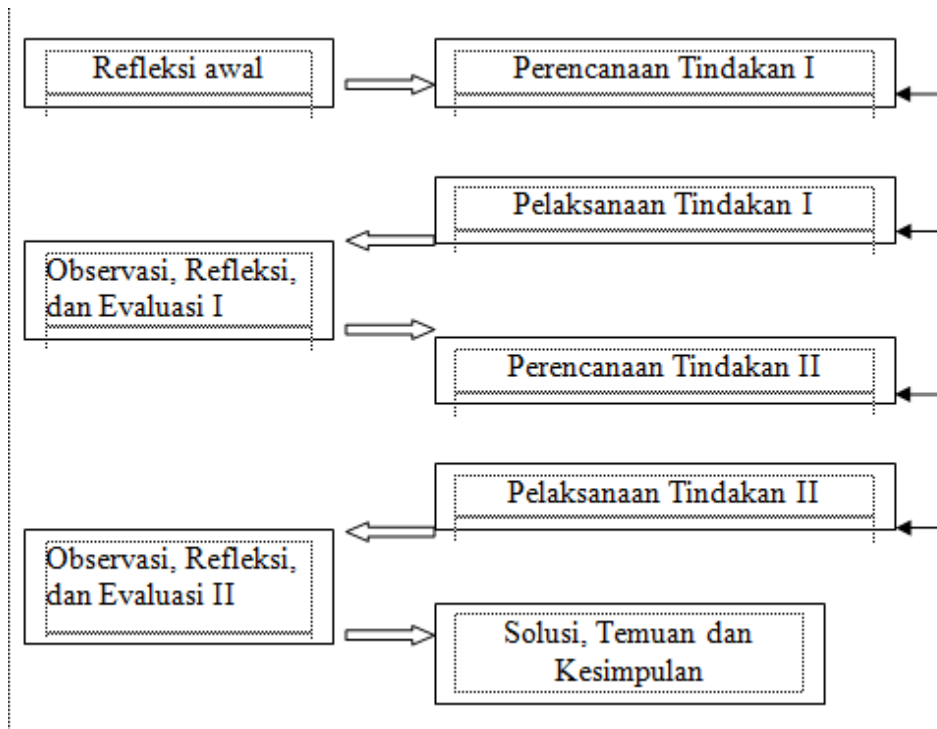 Refleksi awal
Perencanaan Tindakan I
Pelaksanaan Tindakan I
Observasi, Refleksi,
dan Evaluasi I
Perencanaan Tindakan II
Pelaksanaan Tindakan II
Observasi, Refleksi,
dan Evaluasi II
Solusi, Temuan dan
Kesimpulan